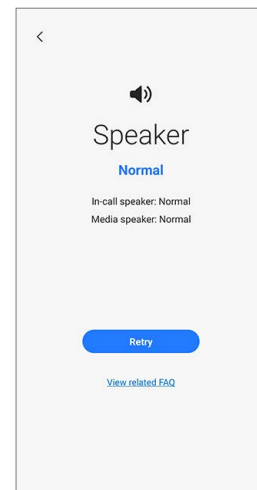 Speaker
Normal
In-call speaker: Normal
Media speaker: Normal
Retry
View related FAQ